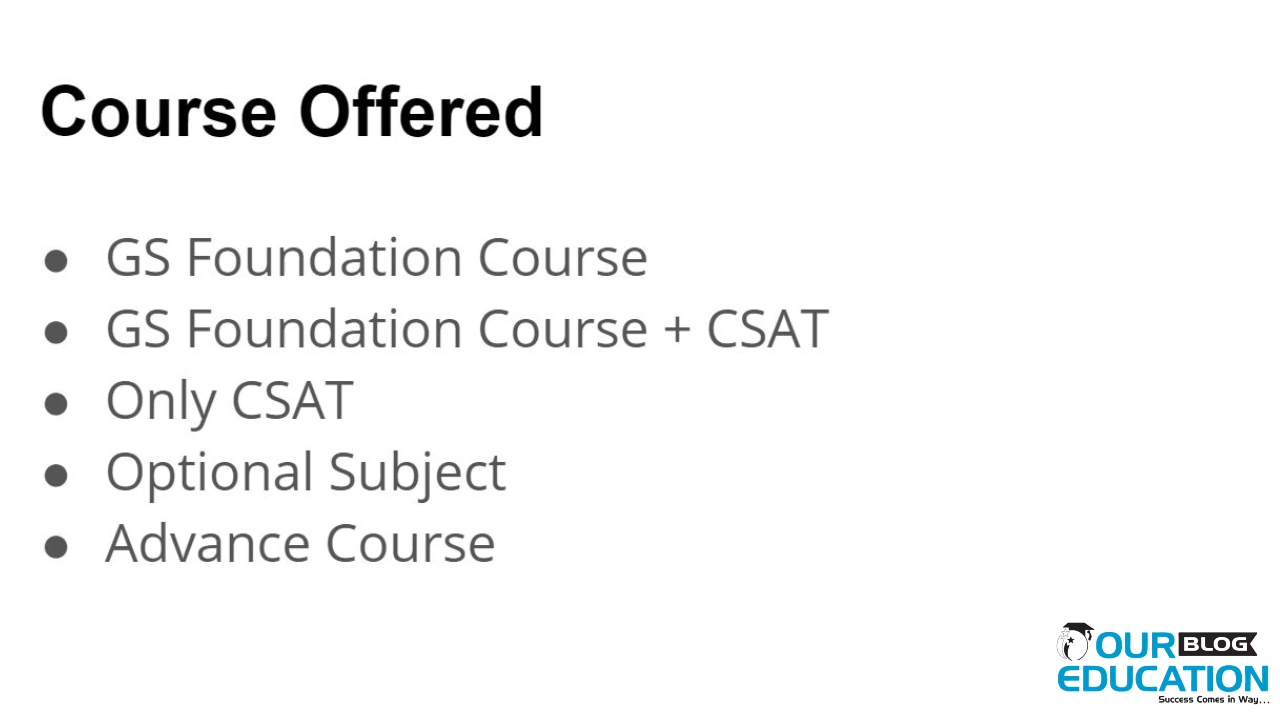 Course Offered
● GS Foundation Course
● GS Foundation Course + CSAT
● Only CSAT
● Optional Subject
● Advance Course
OUR BLOG
EDUCATION
Success Comes in Way...